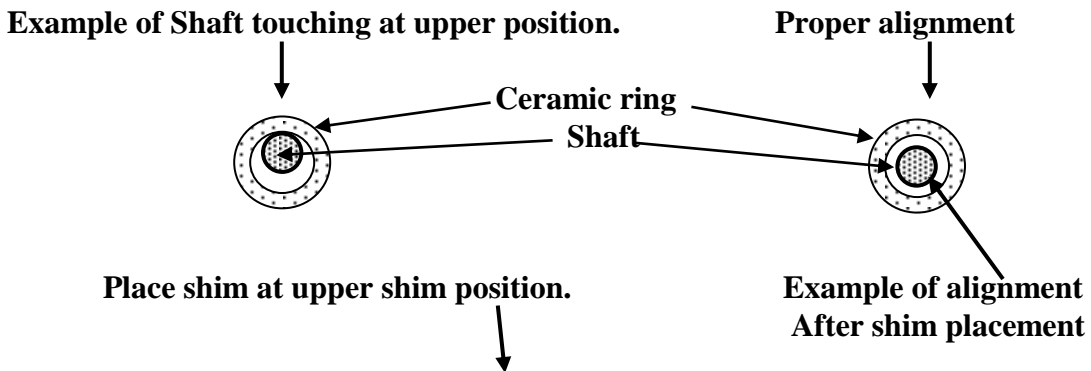 Example of Shaft touching at upper position.
Proper alignment
Ceramic ring
Shaft
Place shim at upper shim position.
Example of alignment
After shim placement